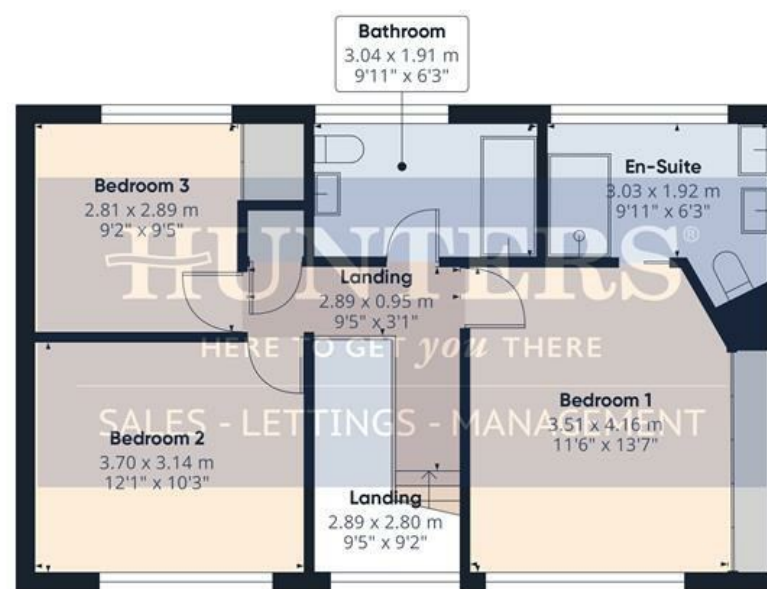 Bathroom
3.04 x 1.91 m
9'11" x 6'3"
En-Suite
3.03 x 1.92 m
9'11" x 6'3"
Bedroom 3
2.81 x 2.89 m
9'2" x 9'5"
HUNTERS®
Landing
2.89 x 0.95 m
9'5" x 3'1"
HERE TO GET you THERE
Bedroom 1
3.51 x 4.16 m
11'6" x 13'7"
SALES - LETTINGS - MANAGEMENT
Bedroom 2
3.70 x 3.14 m
12'1" x 10'3"
Landing
2.89 x 2.80 m
9'5" x 9'2"